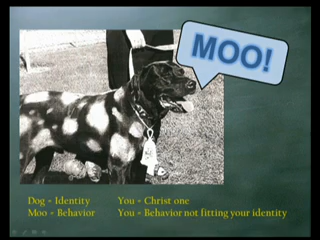 MOO!
Dog = Identity You = Christ one
Moo = Behavior You = Behavior not fitting your identity